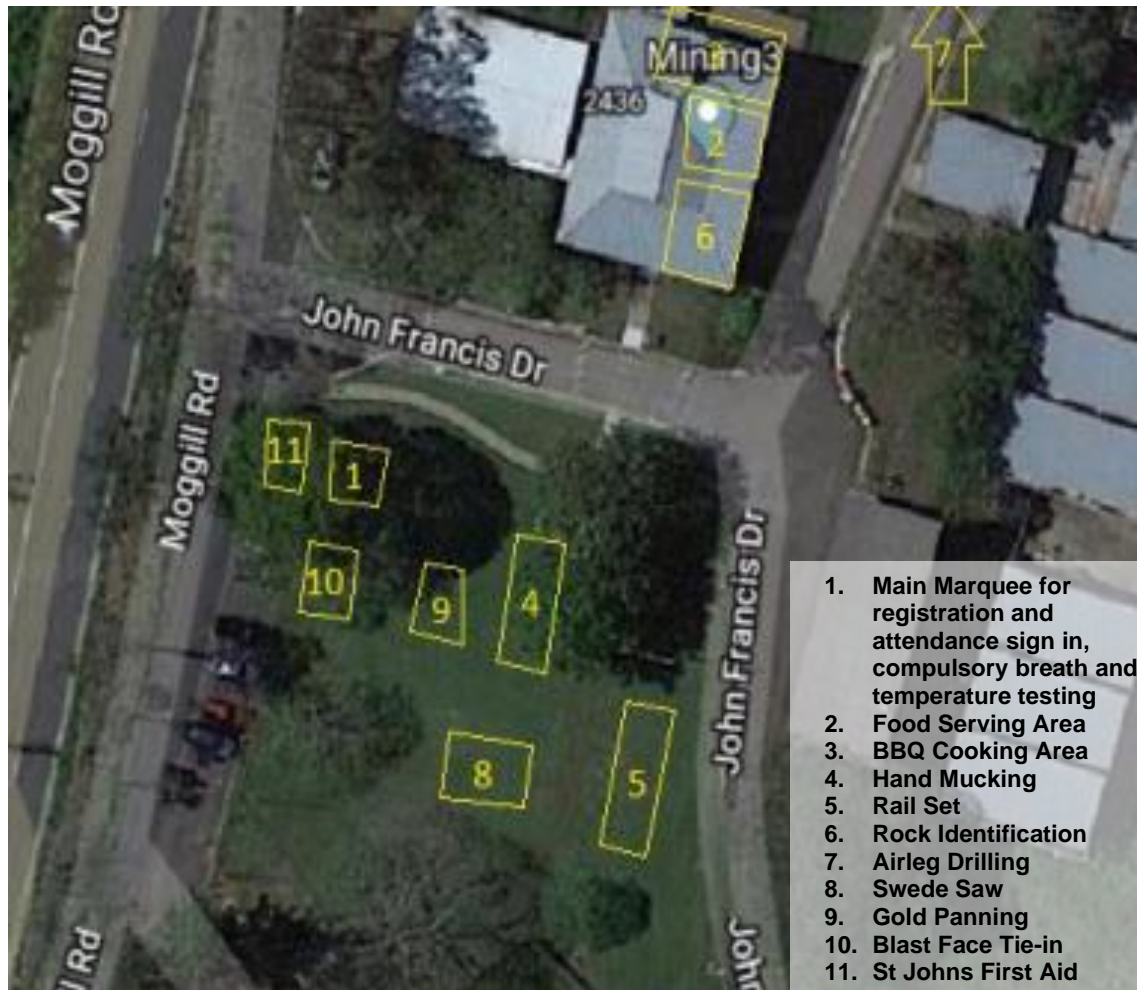 Moggill Rd
Mining3
2436
7
2
6
John Francis Dr
Moggill Rd
11
1
10
9
4
John Francis Dr
8
5
John
l Rd
1. Main Marquee for
registration and
attendance sign in,
compulsory breath and
temperature testing
2. Food Serving Area
3. BBQ Cooking Area
4. Hand Mucking
5. Rail Set
6. Rock Identification
7. Airleg Drilling
8. Swede Saw
9. Gold Panning
10. Blast Face Tie-in
11. St Johns First Aid